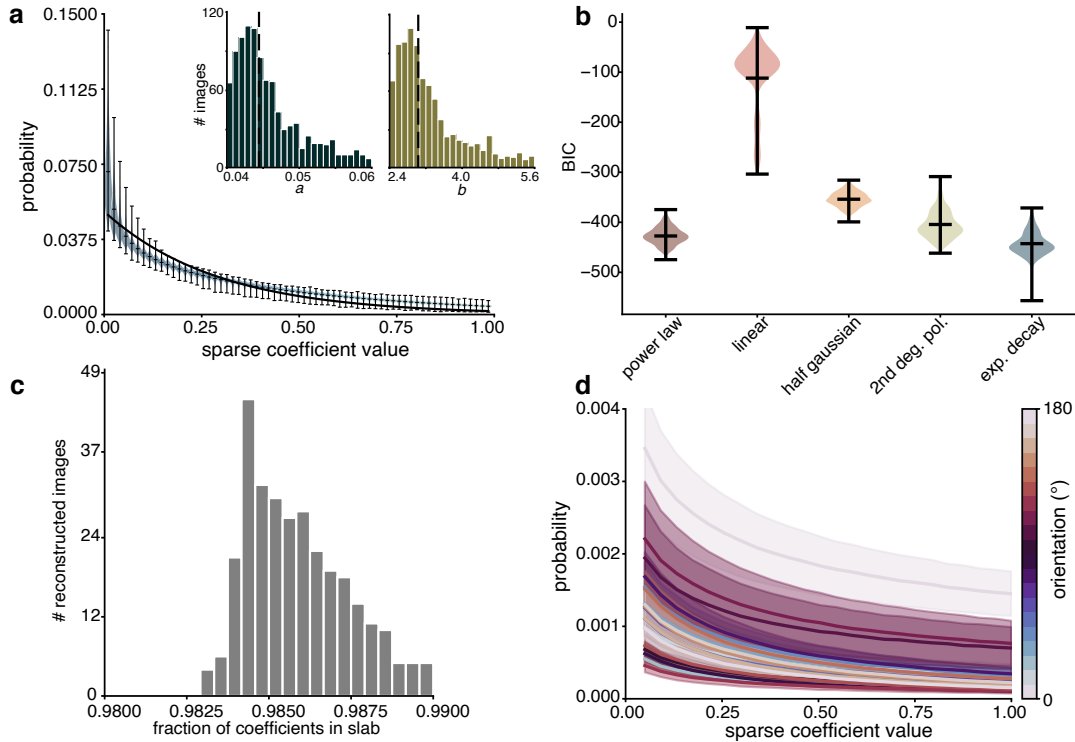 a
0.1500
0.1125
0.0750
0.0375
0.0000
probability
0.00
0.25
0.50
0.75
1.00
sparse coefficient value
120
60
0
# images
0.04
0.05
0.06
a
2.4
4.0
5.6
b
b
0
−100
−200
−300
−400
−500
BIC
power law
linear
half gaussian
2nd deg. pol.
exp. decay
c
49
37
24
12
0
# reconstructed images
0.9800
0.9825
0.9850
0.9875
0.9900
fraction of coefficients in slab
d
0.004
0.003
0.002
0.001
0.000
probability
0.00
0.25
0.50
0.75
1.00
sparse coefficient value
180
0
orientation (°)